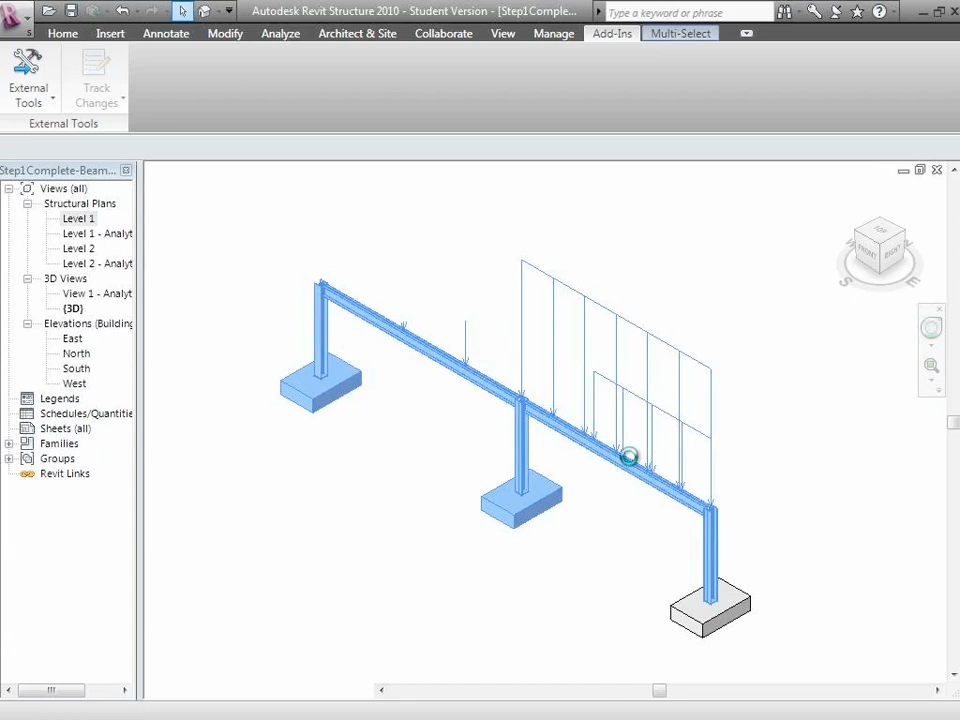 Autodesk Revit Structure 2010 - Student Version - [Step1Comple...
Type a keyword or phrase
Home Insert Annotate Modify Architect & Site Collaborate View Manage Add-Ins Multi-Select
Analyze
External
Tools
Track
Changes
External Tools
Step1Complete-Beam...
Views (all)
Structural Plans
Level 1
Level 1 - Analyt
Level 2
Level 2 - Analyt
3D Views
View 1 - Analyt
{3D}
Elevations (Building
East
North
South
West
Legends
Schedules/Quantitie
Sheets (all)
Families
Groups
Revit Links
TOP
FRONT
RIGHT
W
S
E